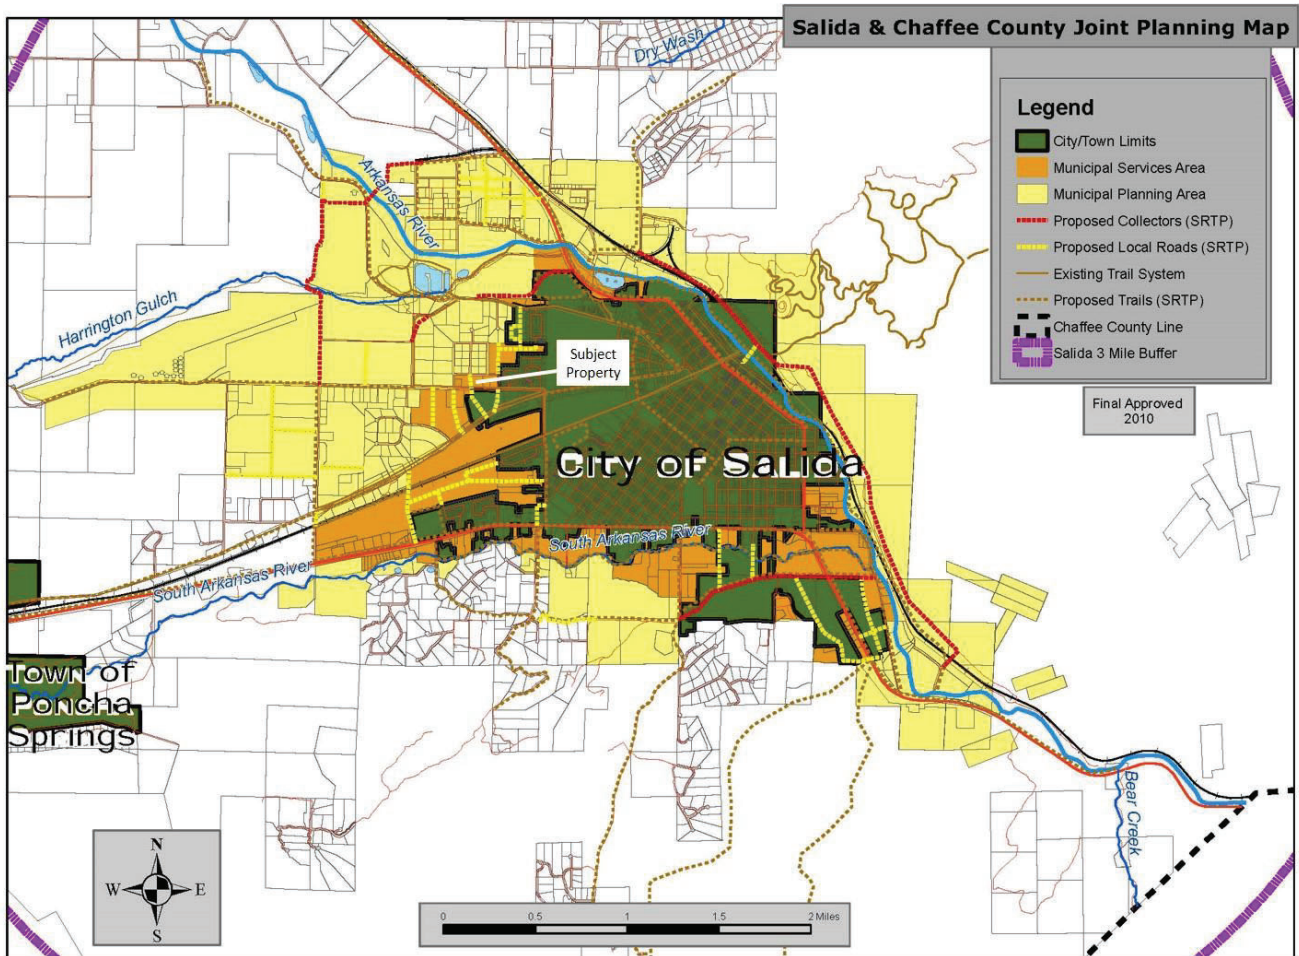 Salida & Chaffee County Joint Planning Map
Legend
City/Town Limits
Municipal Services Area
Municipal Planning Area
Proposed Collectors (SRTP)
Proposed Local Roads (SRTP)
Existing Trail System
Proposed Trails (SRTP)
Chaffee County Line
Salida 3 Mile Buffer
Final Approved
2010
Dry Wash
Arkansas River
Harrington Gulch
Subject
Property
City of Salida
South Arkansas River
South Arkansas River
Town of
Poncha
Springs
Bear Creek
N
W
E
S
0
0.5
1
1.5
2 Miles